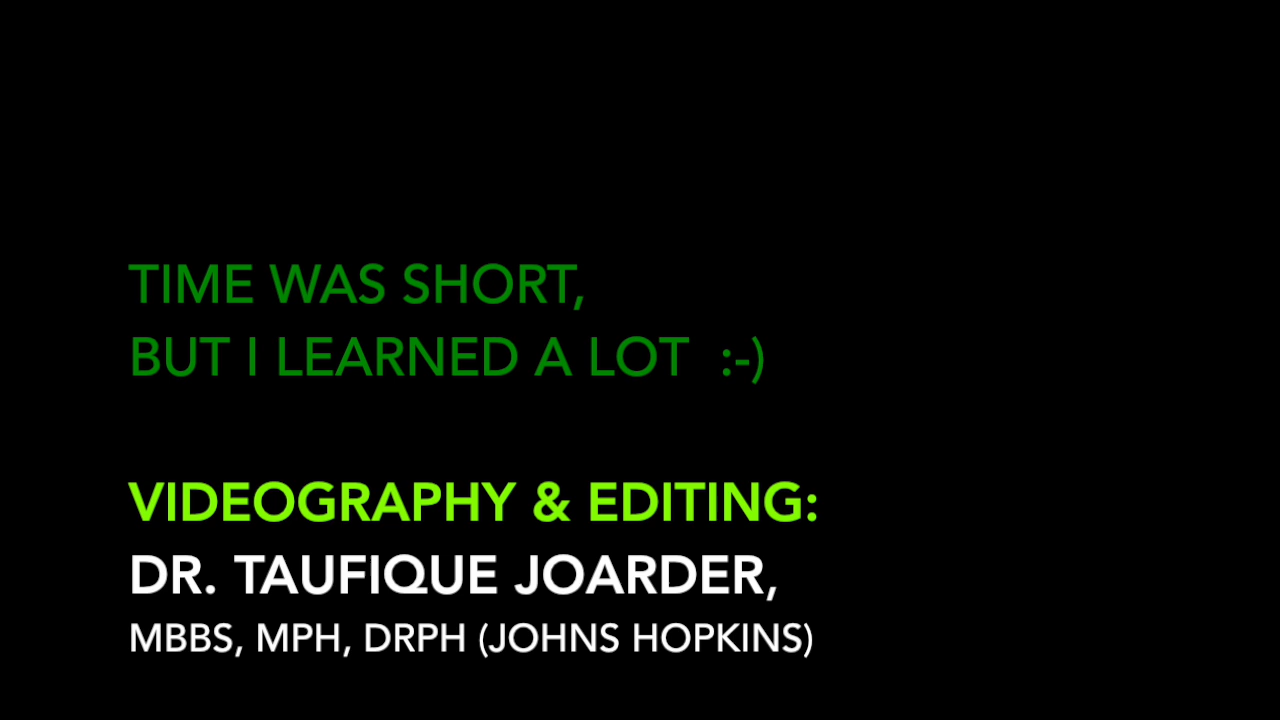 TIME WAS SHORT,
BUT I LEARNED A LOT :-)
VIDEOGRAPHY & EDITING:
DR. TAUFIQUE JOARDER,
MBBS, MPH, DRPH (JOHNS HOPKINS)